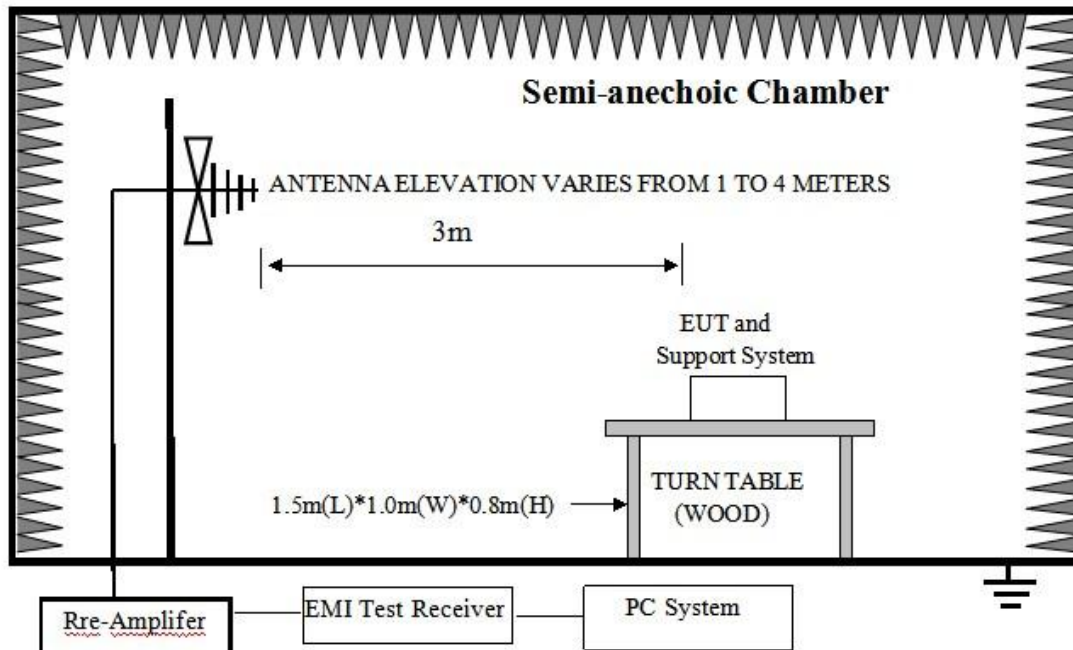 Semi-anechoic Chamber
ANTENNA ELEVATION VARIES FROM 1 TO 4 METERS
3m
EUT and
Support System
1.5m(L)*1.0m(W)*0.8m(H)
TURN TABLE
(WOOD)
Rre-Amplifer
EMI Test Receiver
PC System